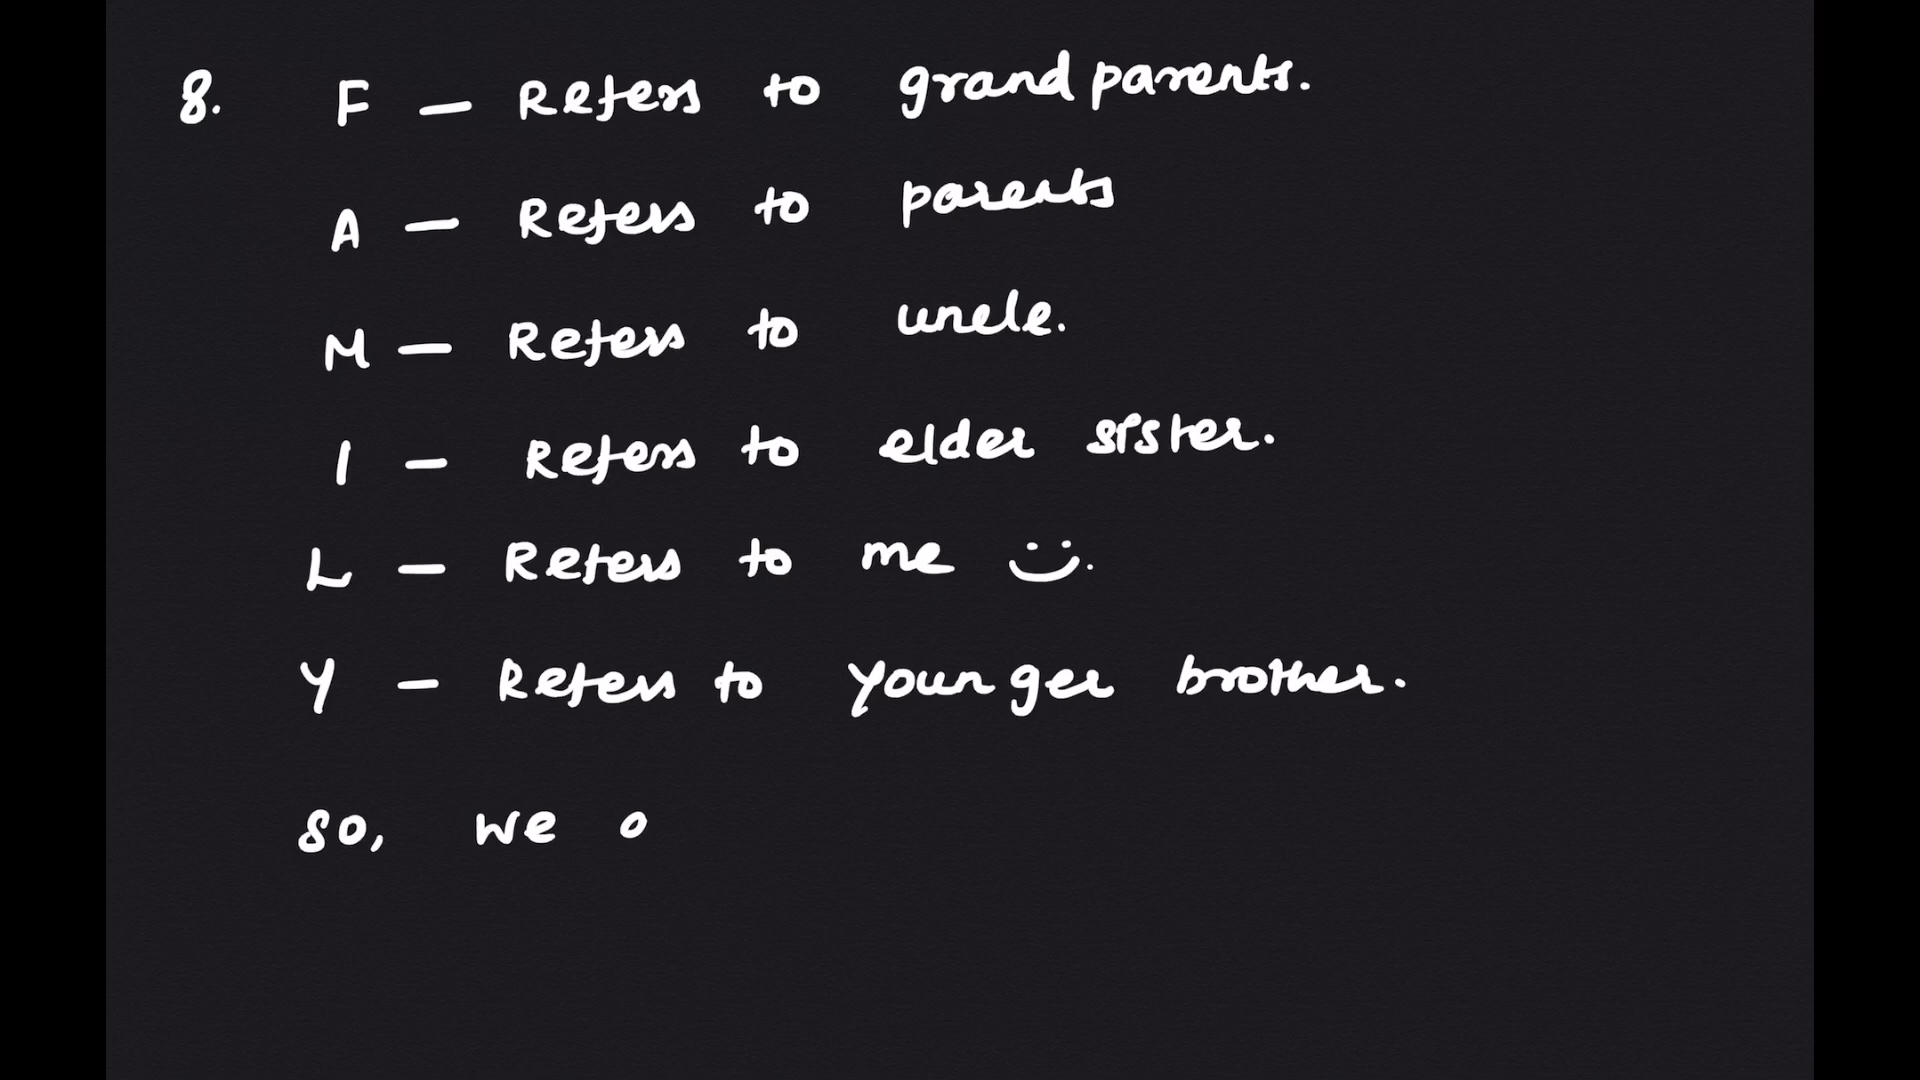 8. F — Refers to grand parents.
A — Refers to parents
M — Refers to uncle.
I — Refers to elder sister.
L — Refers to me :).
Y — Refers to younger brother.
so, we o